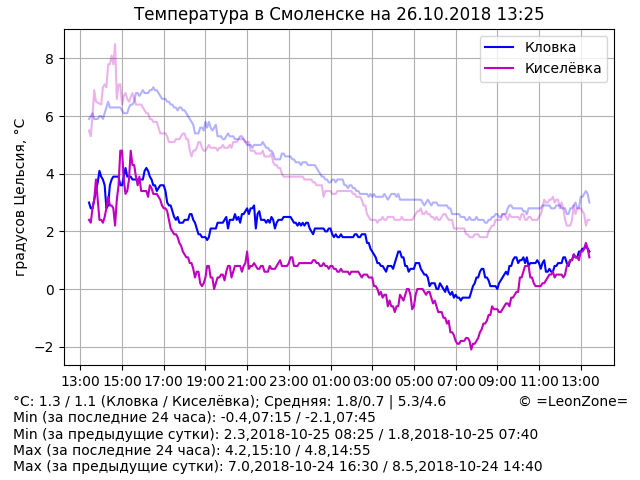 Температура в Смоленске на 26.10.2018 13:25
Кловка
Киселёвка
градусов Цельсия, °C
8
6
4
2
0
−2
13:00 15:00 17:00 19:00 21:00 23:00 01:00 03:00 05:00 07:00 09:00 11:00 13:00
°C: 1.3 / 1.1 (Кловка / Киселёвка); Средняя: 1.8/0.7 | 5.3/4.6 © =LeonZone=
Min (за последние 24 часа): -0.4,07:15 / -2.1,07:45
Min (за предыдущие сутки): 2.3,2018-10-25 08:25 / 1.8,2018-10-25 07:40
Max (за последние 24 часа): 4.2,15:10 / 4.8,14:55
Max (за предыдущие сутки): 7.0,2018-10-24 16:30 / 8.5,2018-10-24 14:40